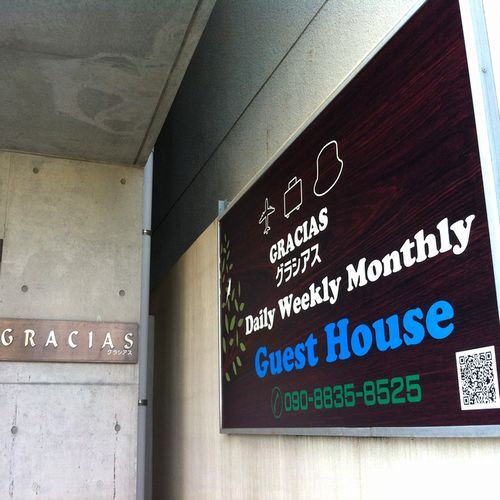 GRACIAS
グラシアス
Daily Weekly Monthly
Guest House
090-8835-8525
GRACIAS
グラシアス